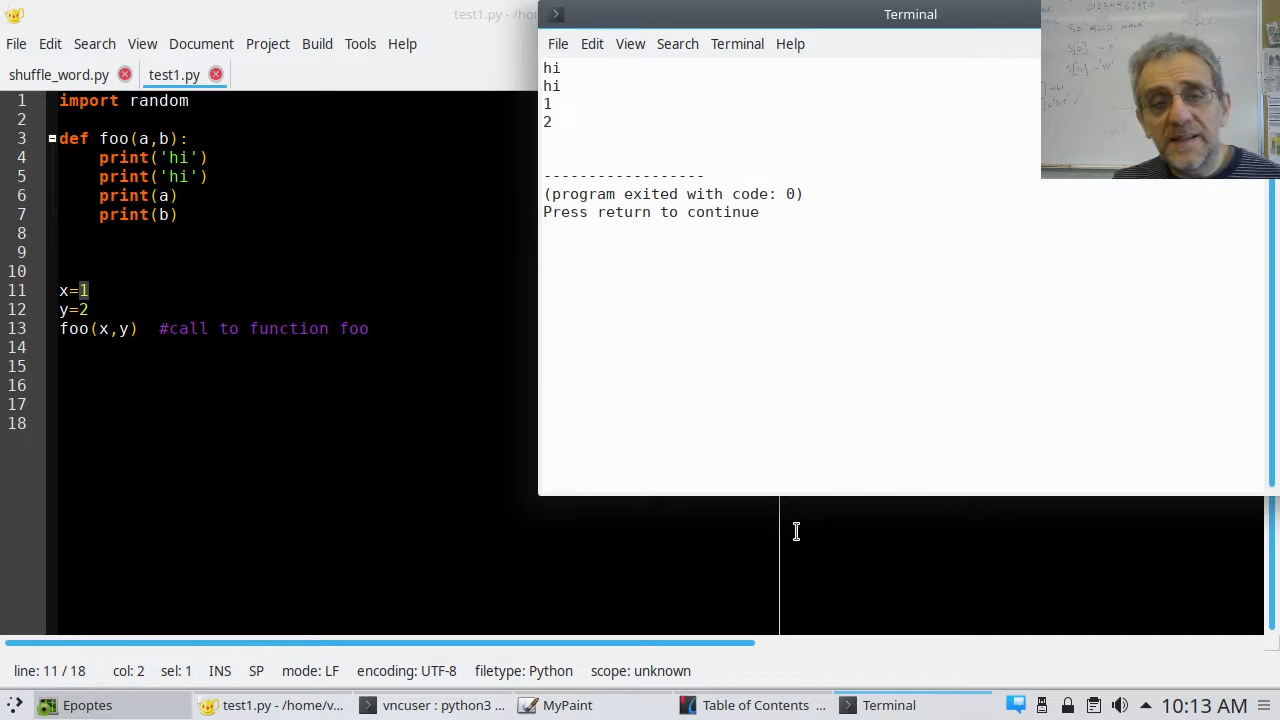 test1.py - /ho
Terminal
File Edit Search View Document Project Build Tools Help
File Edit View Search Terminal Help
shuffle_word.py test1.py
1 import random
2
3 def foo(a,b):
4 print('hi')
5 print('hi')
6 print(a)
7 print(b)
8
9
10
11 x=1
12 y=2
13 foo(x,y) #call to function foo
14
15
16
17
18
hi
hi
1
2
------------------
(program exited with code: 0)
Press return to continue
line: 11 / 18 col: 2 sel: 1 INS SP mode: LF encoding: UTF-8 filetype: Python scope: unknown
Epoptes test1.py - /home/v... vncuser : python3 ... MyPaint Table of Contents ... Terminal 10:13 AM